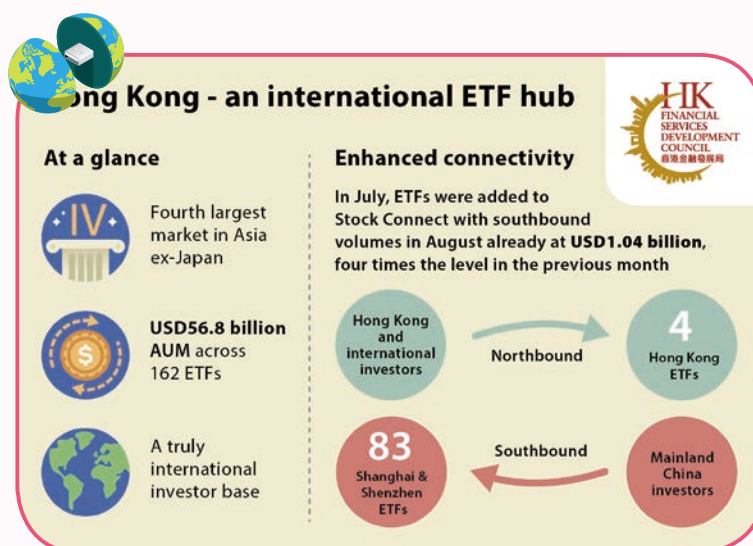 ong Kong - an international ETF hub
HK
FINANCIAL
SERVICES
DEVELOPMENT
COUNCIL
香港金融發展局
At a glance
IV
Fourth largest
market in Asia
ex-Japan
$
USD56.8 billion
AUM across
162 ETFs
A truly
international
investor base
Enhanced connectivity
In July, ETFs were added to
Stock Connect with southbound
volumes in August already at USD1.04 billion,
four times the level in the previous month
Hong Kong
and
international
investors
Northbound
4
Hong Kong
ETFs
83
Shanghai &
Shenzhen
ETFs
Southbound
Mainland
China
investors